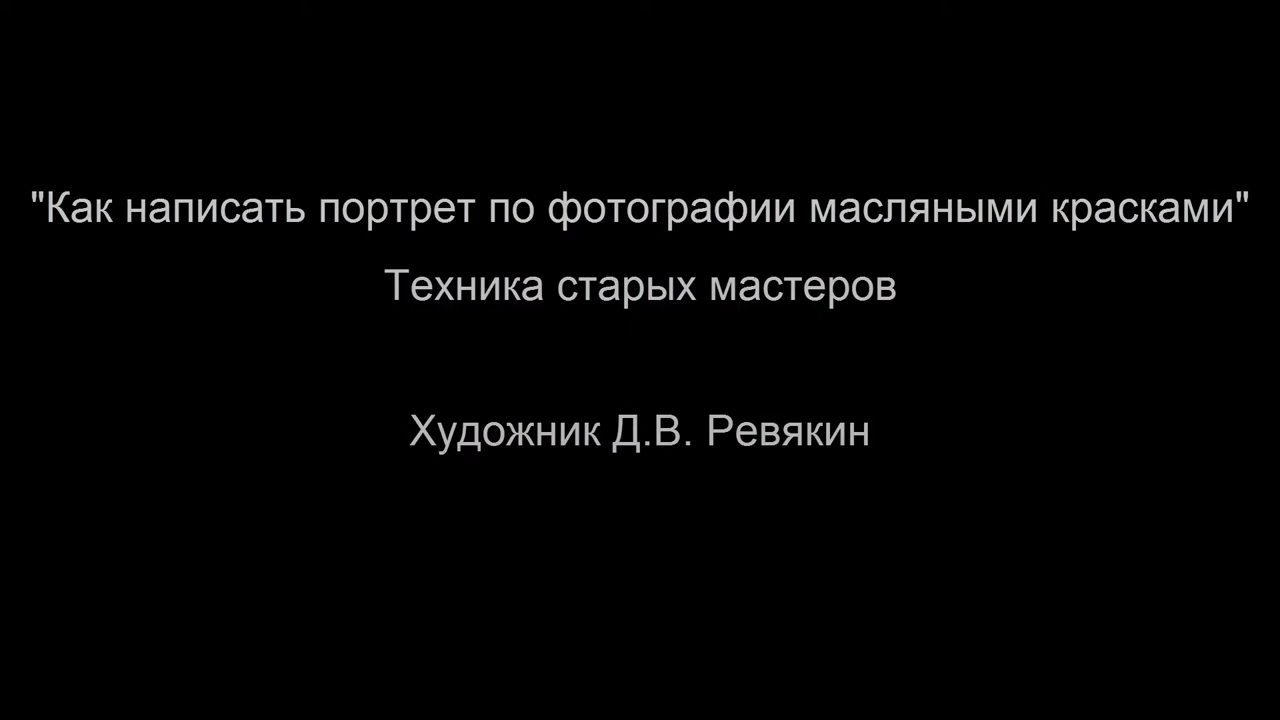 "Как написать портрет по фотографии масляными красками"
Техника старых мастеров
Художник Д.В. Ревякин